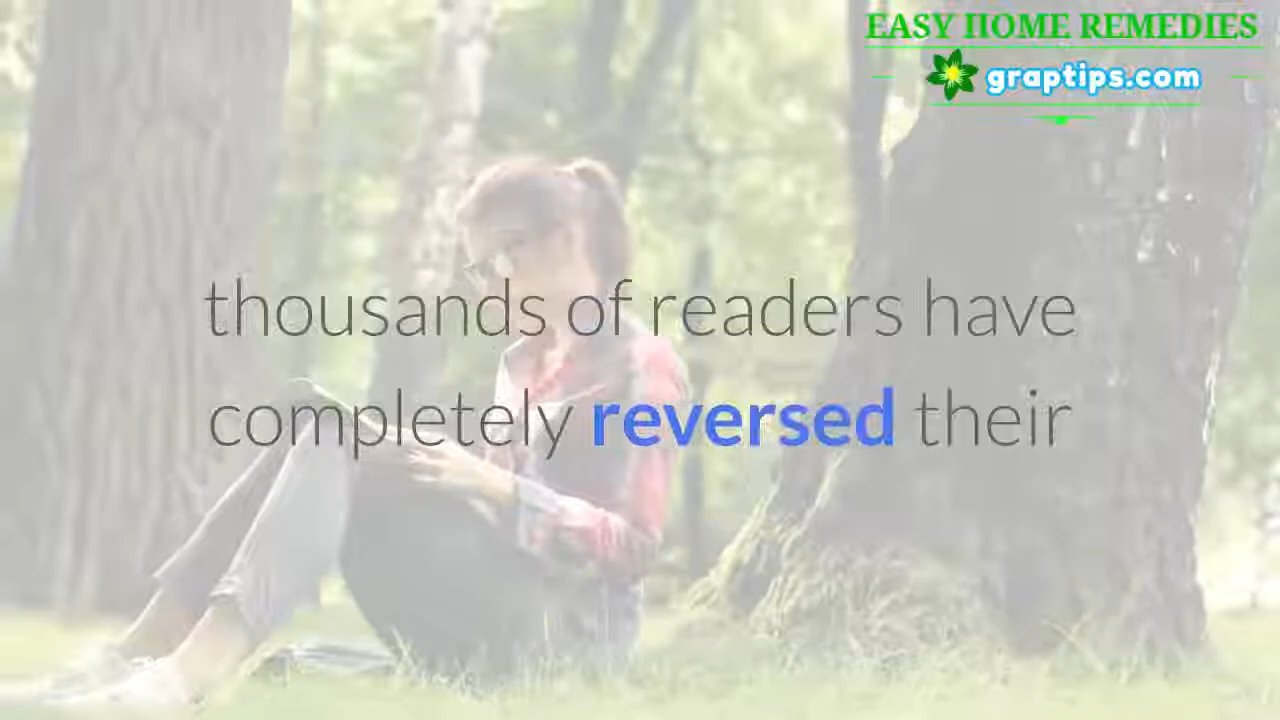 EASY HOME REMEDIES
graptips.com
thousands of readers have
completely reversed their